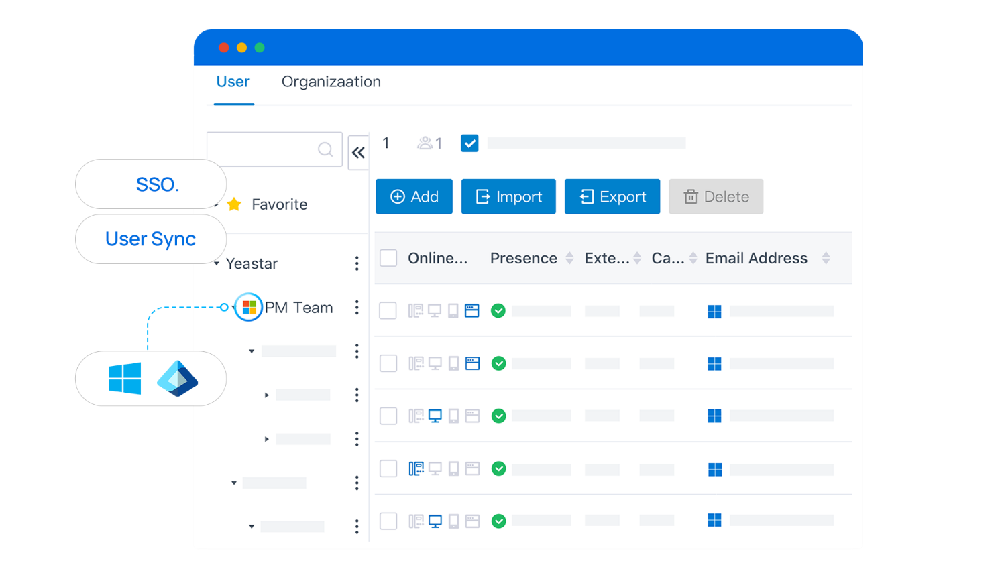 User
Organizaation
1
1
SSO.
Add
Import
Export
Delete
Favorite
User Sync
Online...
Presence
Exte...
Ca...
Email Address
Yeastar
PM Team